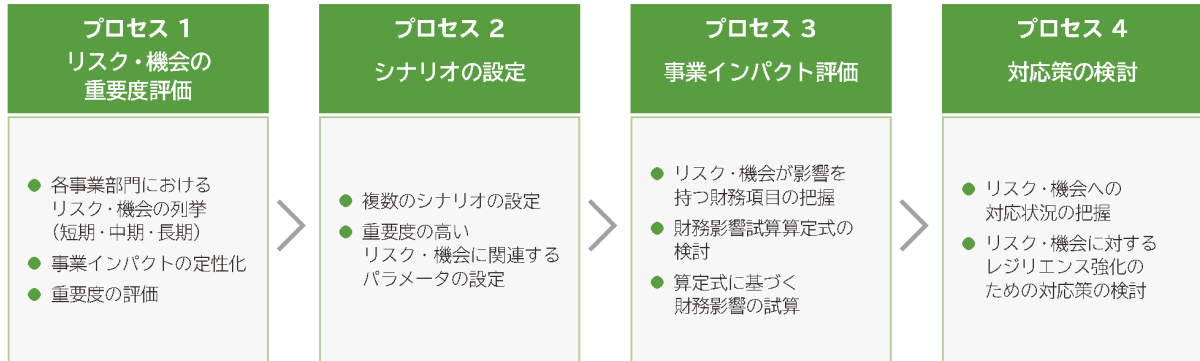 プロセス 1
リスク・機会の
重要度評価
● 各事業部門における
リスク・機会の列挙
（短期・中期・長期）
● 事業インパクトの定性化
● 重要度の評価
プロセス 2
シナリオの設定
● 複数のシナリオの設定
● 重要度の高い
リスク・機会に関連する
パラメータの設定
プロセス 3
事業インパクト評価
● リスク・機会が影響を
持つ財務項目の把握
● 財務影響試算算定式の
検討
● 算定式に基づく
財務影響の試算
プロセス 4
対応策の検討
● リスク・機会への
対応状況の把握
● リスク・機会に対する
レジリエンス強化の
ための対応策の検討